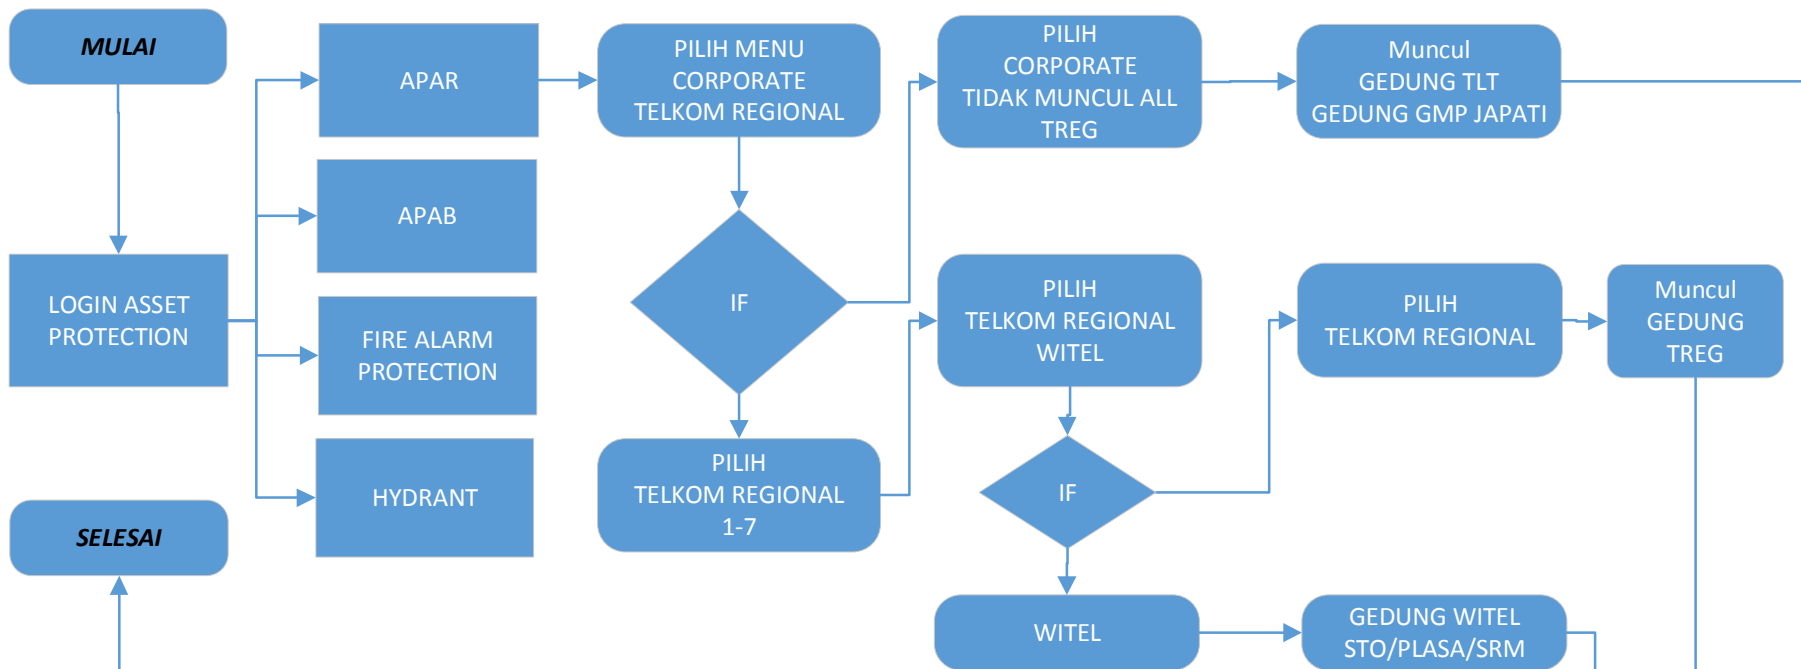 MULAI
LOGIN ASSET
PROTECTION
SELESAI
APAR
APAB
FIRE ALARM
PROTECTION
HYDRANT
PILIH MENU
CORPORATE
TELKOM REGIONAL
IF
PILIH
TELKOM REGIONAL
1-7
PILIH
CORPORATE
TIDAK MUNCUL ALL
TREG
Muncul
GEDUNG TLT
GEDUNG GMP JAPATI
PILIH
TELKOM REGIONAL
WITEL
IF
PILIH
TELKOM REGIONAL
Muncul
GEDUNG
TREG
WITEL
GEDUNG WITEL
STO/PLASA/SRM